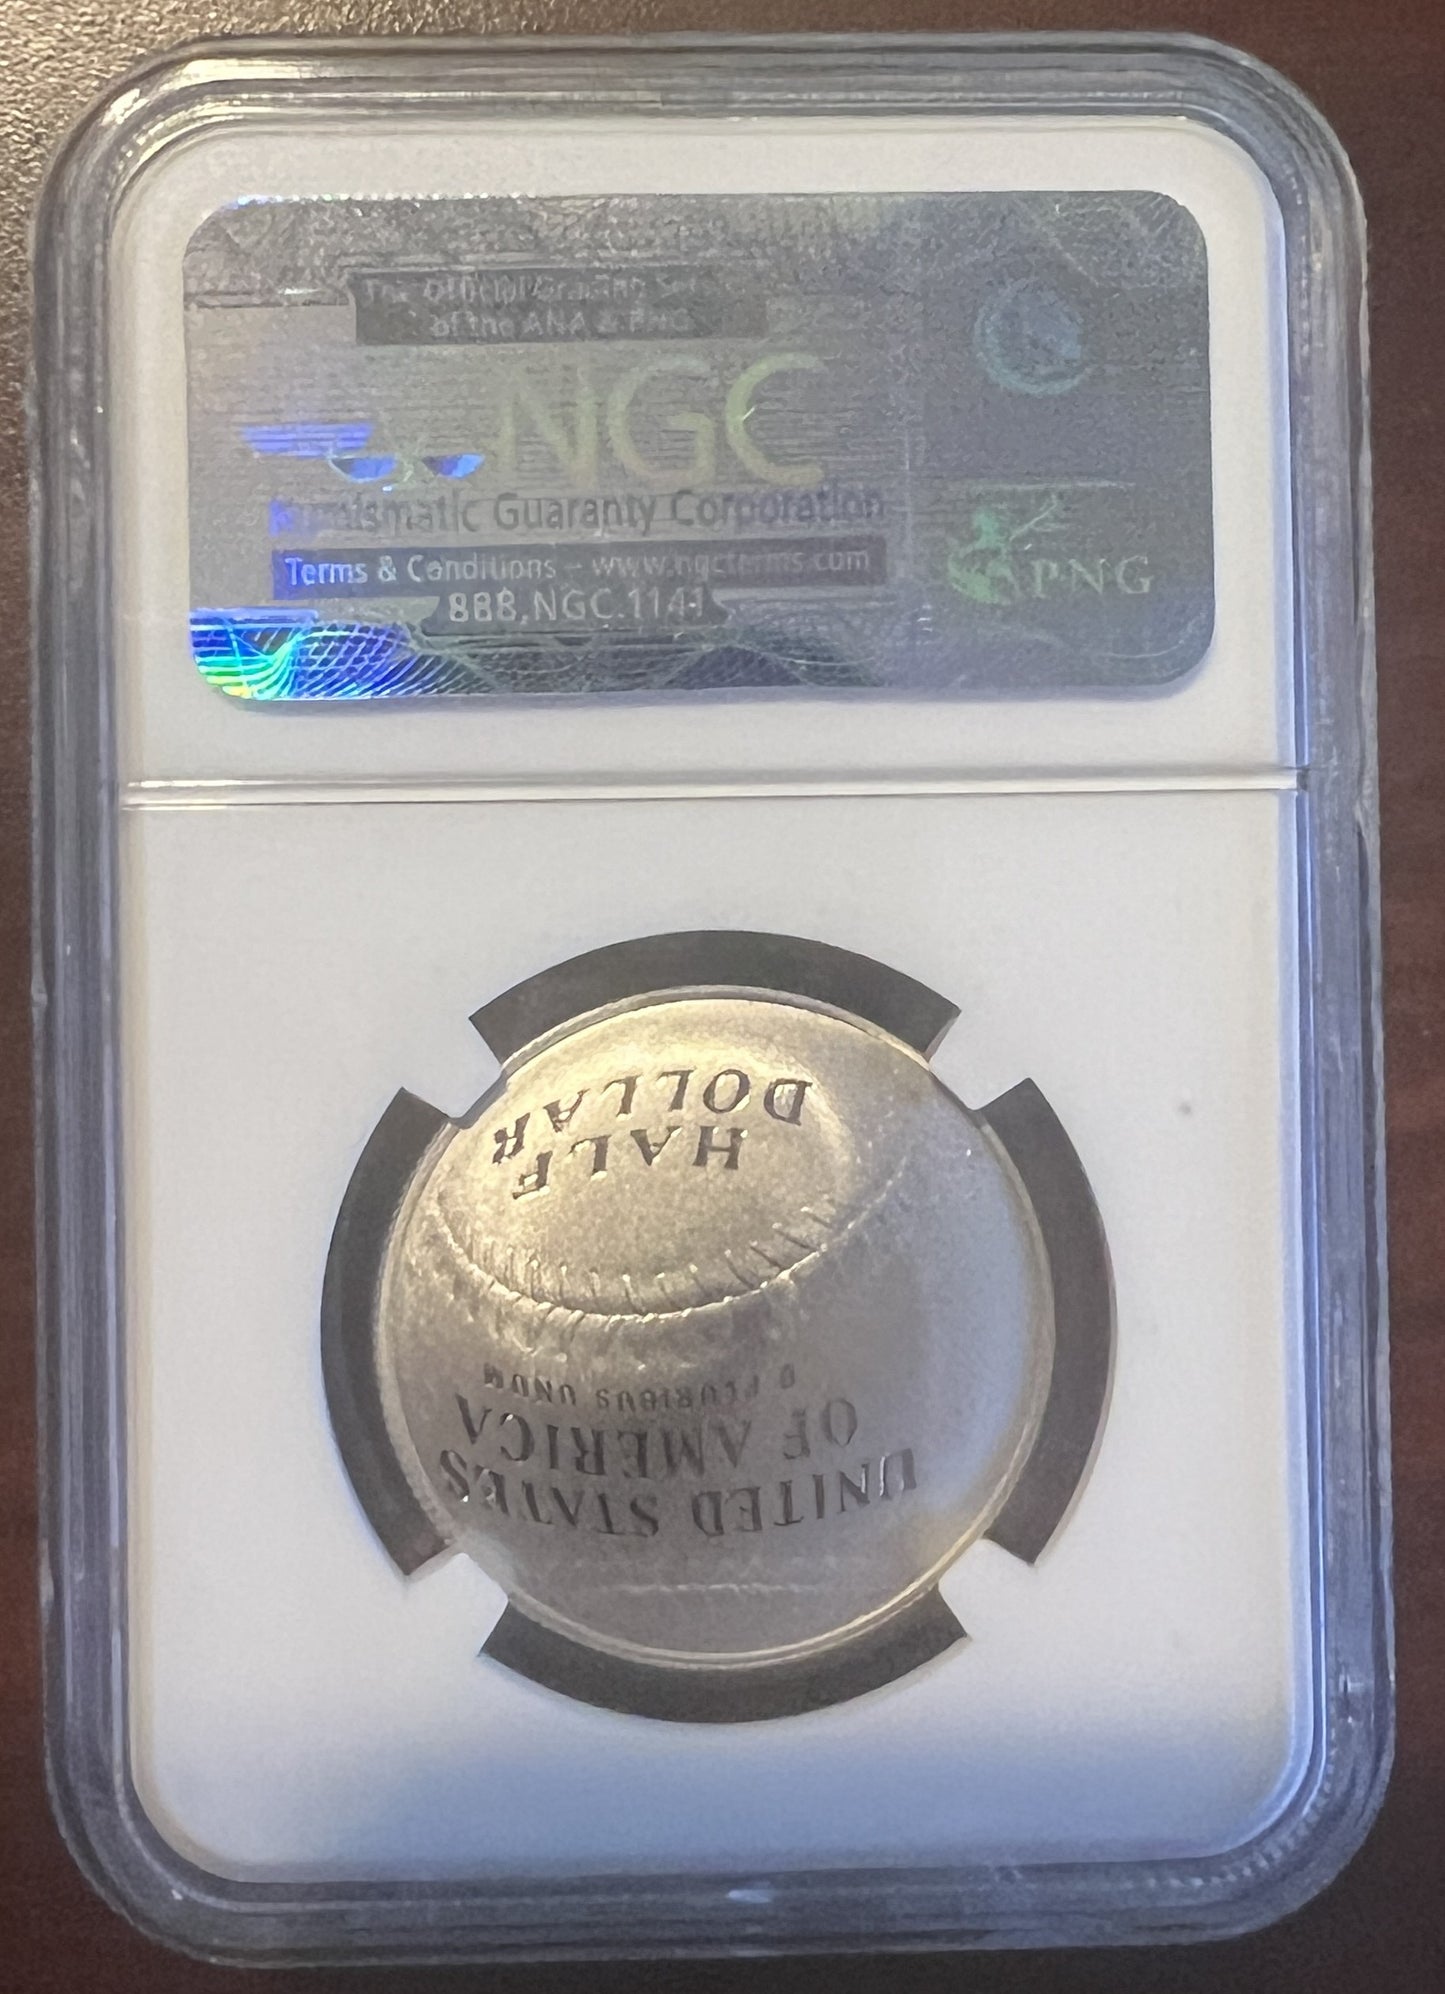 The Official Grading Ser
of the ANA & PNG
NGC
Numismatic Guaranty Corporation
Terms & Conditions – www.ngcterms.com
888.NGC.1141
PNG
UNITED STATES
OF AMERICA
PLURIBUS UNUM
HALF
DOLLAR